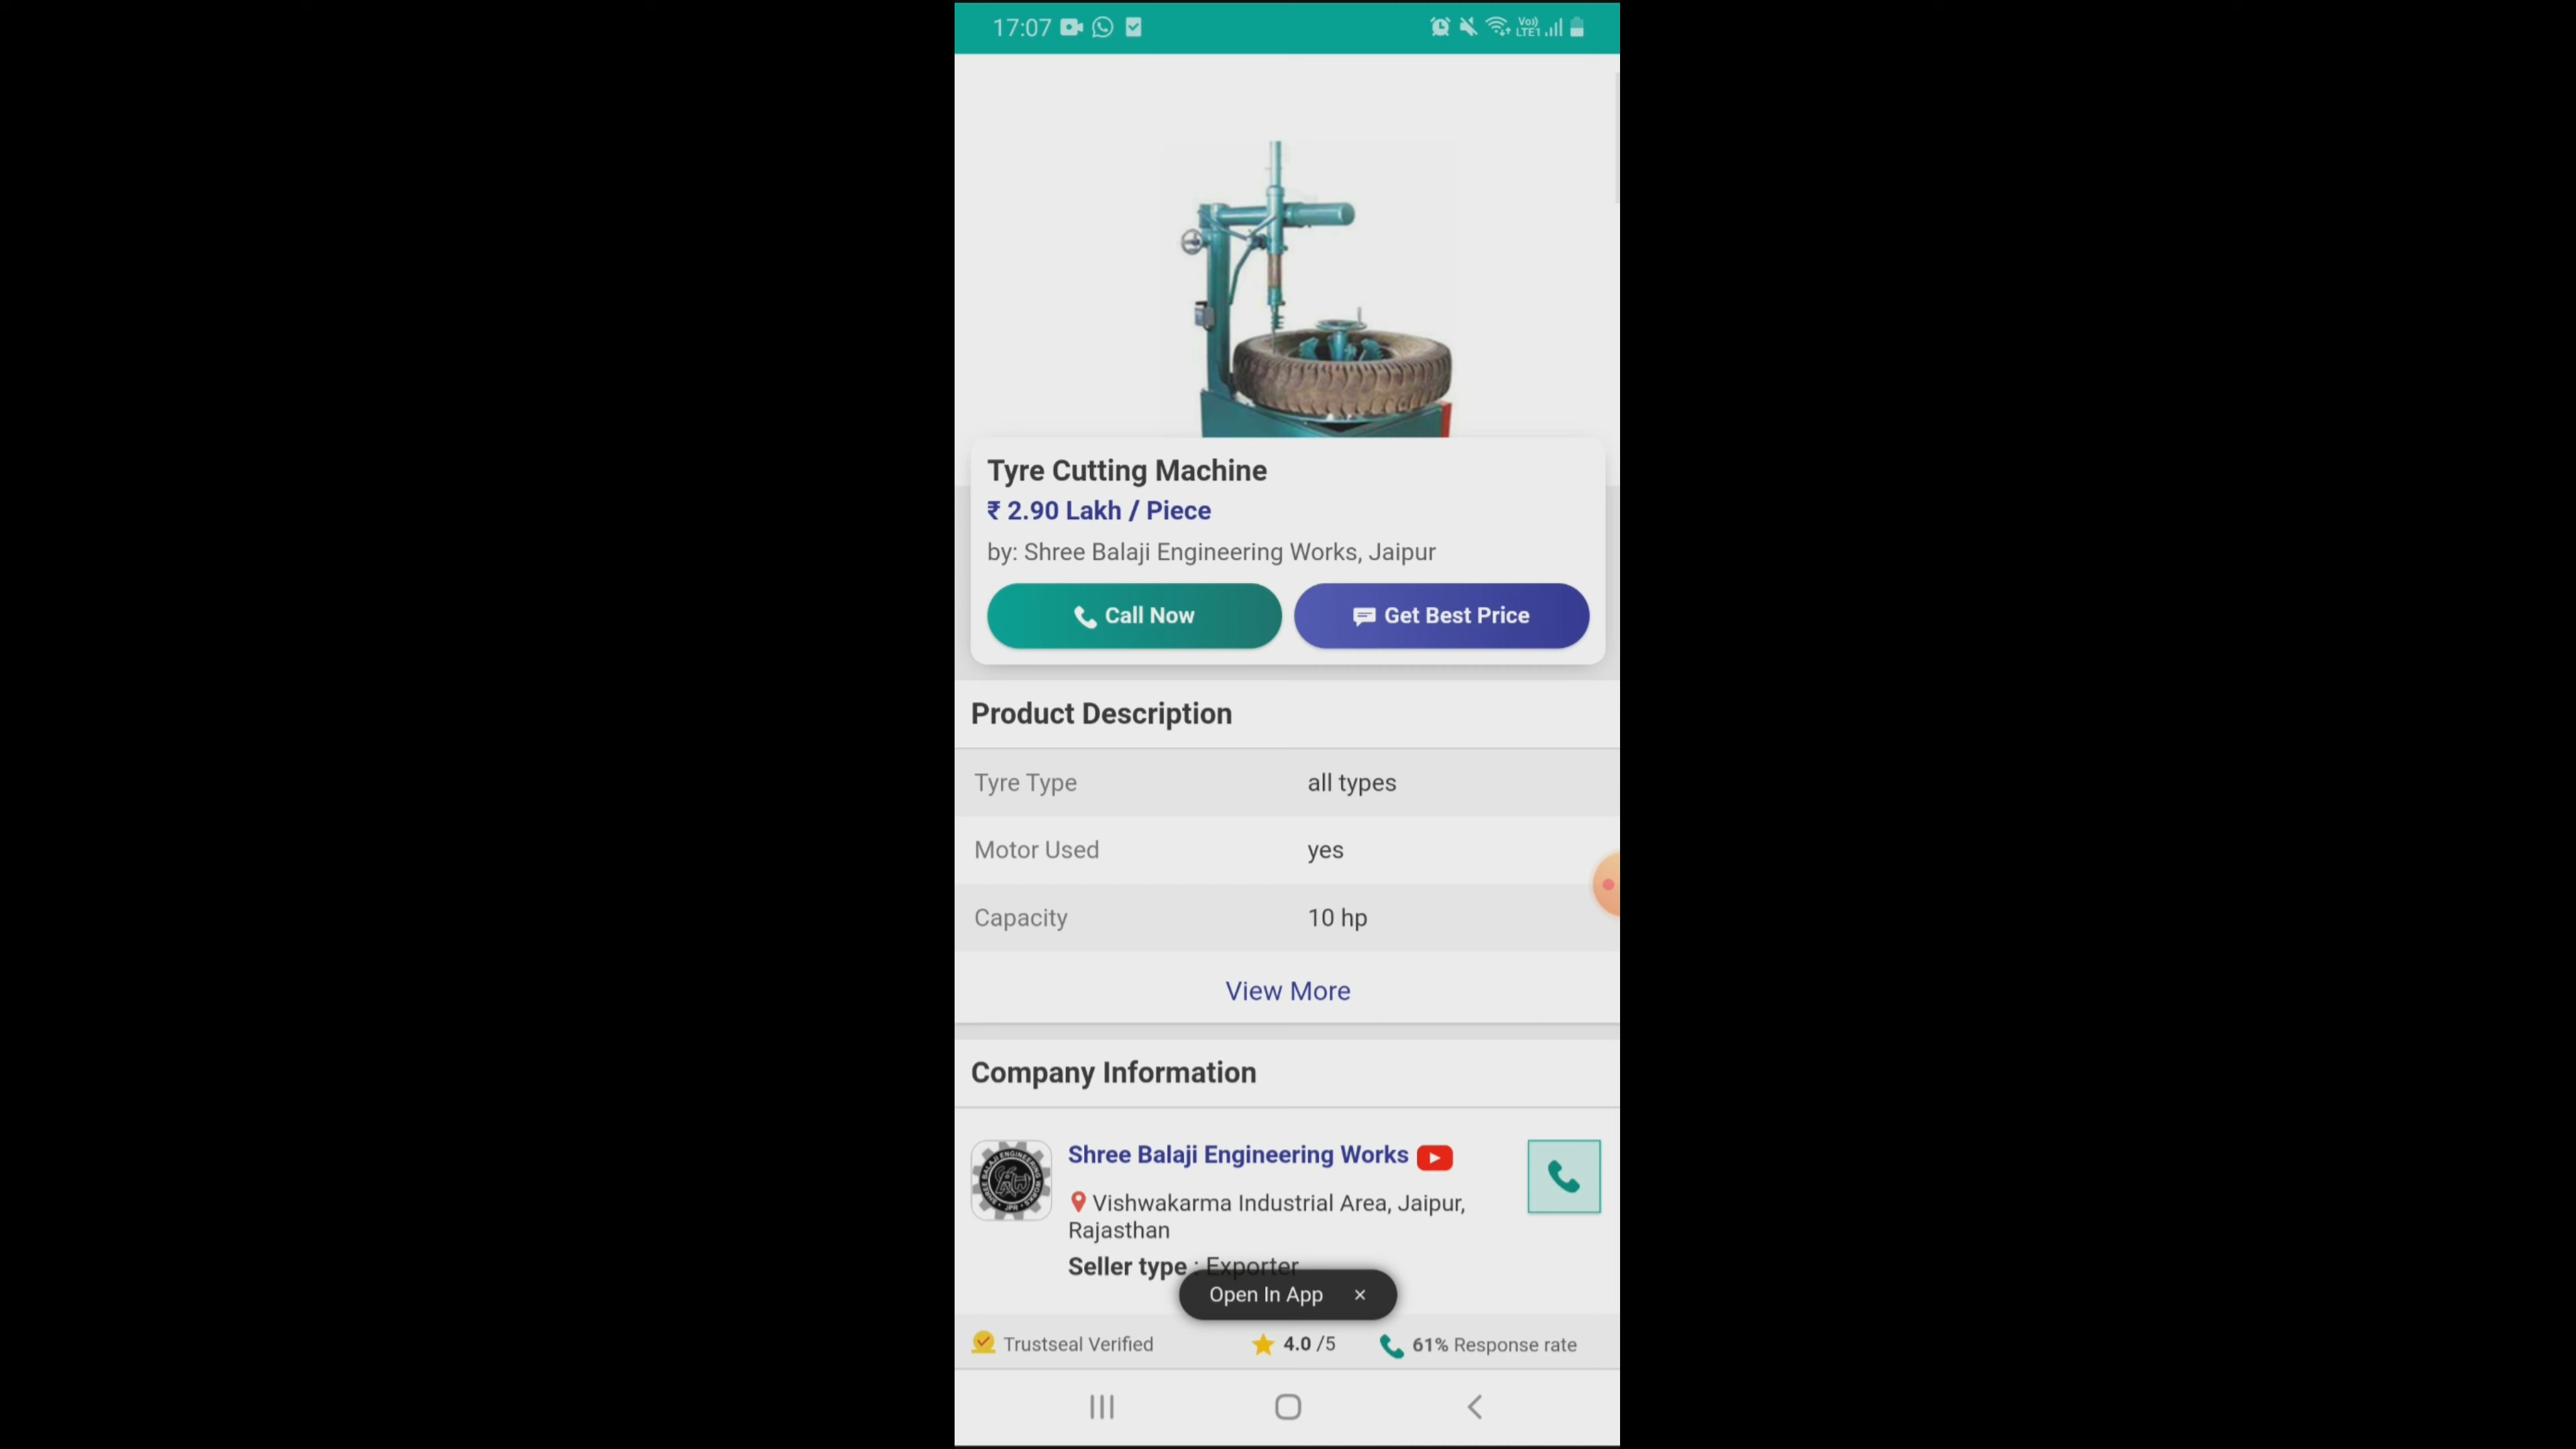 17:07
Vo) LTE1
Tyre Cutting Machine
₹ 2.90 Lakh / Piece
by: Shree Balaji Engineering Works, Jaipur
Call Now
Get Best Price
Product Description
Tyre Type all types
Motor Used yes
Capacity 10 hp
View More
Company Information
Shree Balaji Engineering Works
Vishwakarma Industrial Area, Jaipur,
Rajasthan
Seller type : Exporter
Open In App ×
Trustseal Verified 4.0 /5 61% Response rate